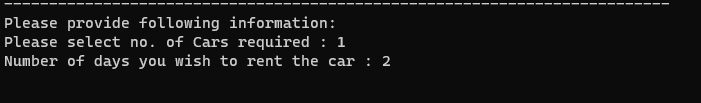 --------------------------------------------------------------------------
Please provide following information:
Please select no. of Cars required : 1
Number of days you wish to rent the car : 2